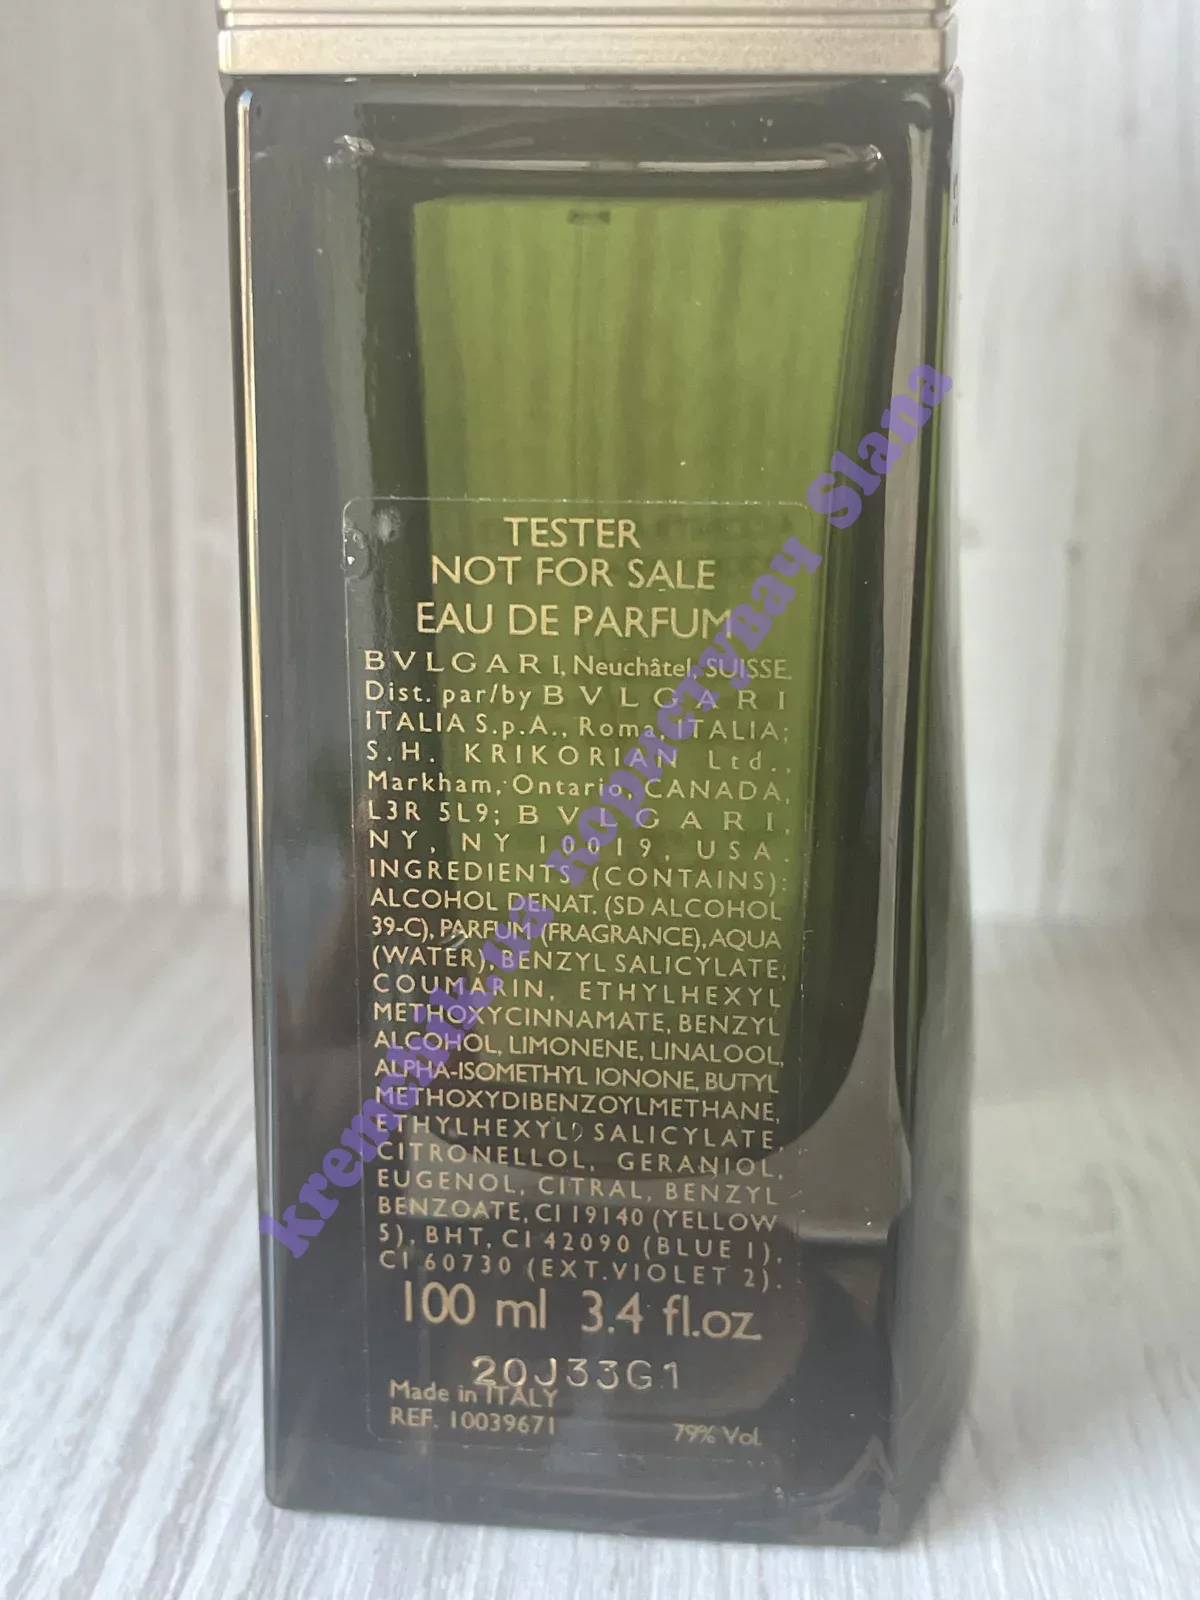 TESTER
NOT FOR SALE
EAU DE PARFUM
BVLGARI, Neuchâtel, SUISSE.
Dist. par/by BVLGARI
ITALIA S.p.A., Roma, ITALIA;
S.H. KRIKORIAN Ltd.,
Markham, Ontario, CANADA,
L3R 5L9; BVLGARI,
NY, NY 10019, USA.
INGREDIENTS (CONTAINS):
ALCOHOL DENAT. (SD ALCOHOL
39-C), PARFUM (FRAGRANCE), AQUA
(WATER), BENZYL SALICYLATE,
COUMARIN, ETHYLHEXYL
METHOXYCINNAMATE, BENZYL
ALCOHOL, LIMONENE, LINALOOL,
ALPHA-ISOMETHYL IONONE, BUTYL
METHOXYDIBENZOYLMETHANE,
ETHYLHEXYL SALICYLATE,
CITRONELLOL, GERANIOL,
EUGENOL, CITRAL, BENZYL
BENZOATE, CI 19140 (YELLOW
5), BHT, CI 42090 (BLUE 1),
CI 60730 (EXT.VIOLET 2).
100 ml 3.4 fl.oz
20J33G1
Made in ITALY
REF. 10039671 79% Vol.
kremchik.ua користувач Slana